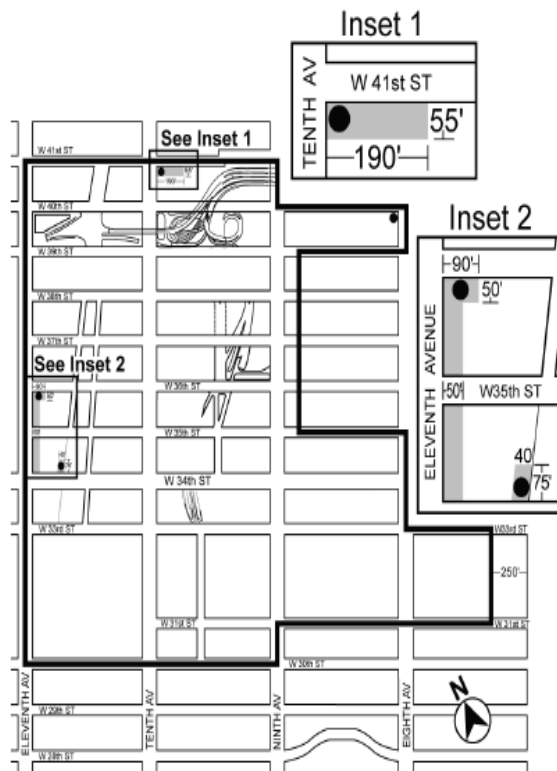 Inset 1
TENTH AV
W 41st ST
55'
190'
See Inset 1
W 41st ST
190'
55'
W 40th ST
W 39th ST
W 38th ST
W 37th ST
See Inset 2
W 36th ST
W 35th ST
W 34th ST
W 33rd ST
W33rd ST
250'
W 31st ST
W 31st ST
W 30th ST
W 29th ST
W 28th ST
ELEVENTH AV
TENTH AV
NINTH AV
EIGHTH AV
N
Inset 2
90'
50'
ELEVENTH AVENUE
50'
W35th ST
40
75'